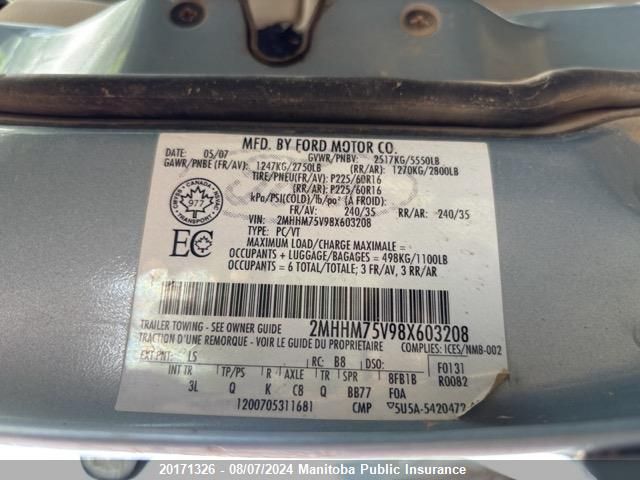 MFD. BY FORD MOTOR CO.
DATE: 05/07 GVWR/PNBV: 2517KG/5550LB
GAWR/PNBE (FR/AV): 1247KG/2750LB (RR/AR): 1270KG/2800LB
TIRE/PNEU(FR/AV): P225/60R16
(RR/AR): P225/60R16
kPa/PSI(COLD)/lb/po² (A FROID):
FR/AV: 240/35 RR/AR: 240/35
VIN: 2MHHM75V98X603208
TYPE: PC/VT
MAXIMUM LOAD/CHARGE MAXIMALE =
OCCUPANTS + LUGGAGE/BAGAGES = 498KG/1100LB
OCCUPANTS = 6 TOTAL/TOTALE; 3 FR/AV, 3 RR/AR
CANADA
977
EC
2MHHM75V98X603208
TRAILER TOWING - SEE OWNER GUIDE
TRACTION D'UNE REMORQUE - VOIR LE GUIDE DU PROPRIETAIRE COMPLIES: ICES/NMB-002
EXT PNT: LS RC: B8 DSO: F0131
INT TR TP/PS R AXLE TR SPR 8FB1B R0082
3L Q K C8 Q BB77 FOA
1200705311681 CMP 5U5A-5420472
20171326 - 08/07/2024 Manitoba Public Insurance